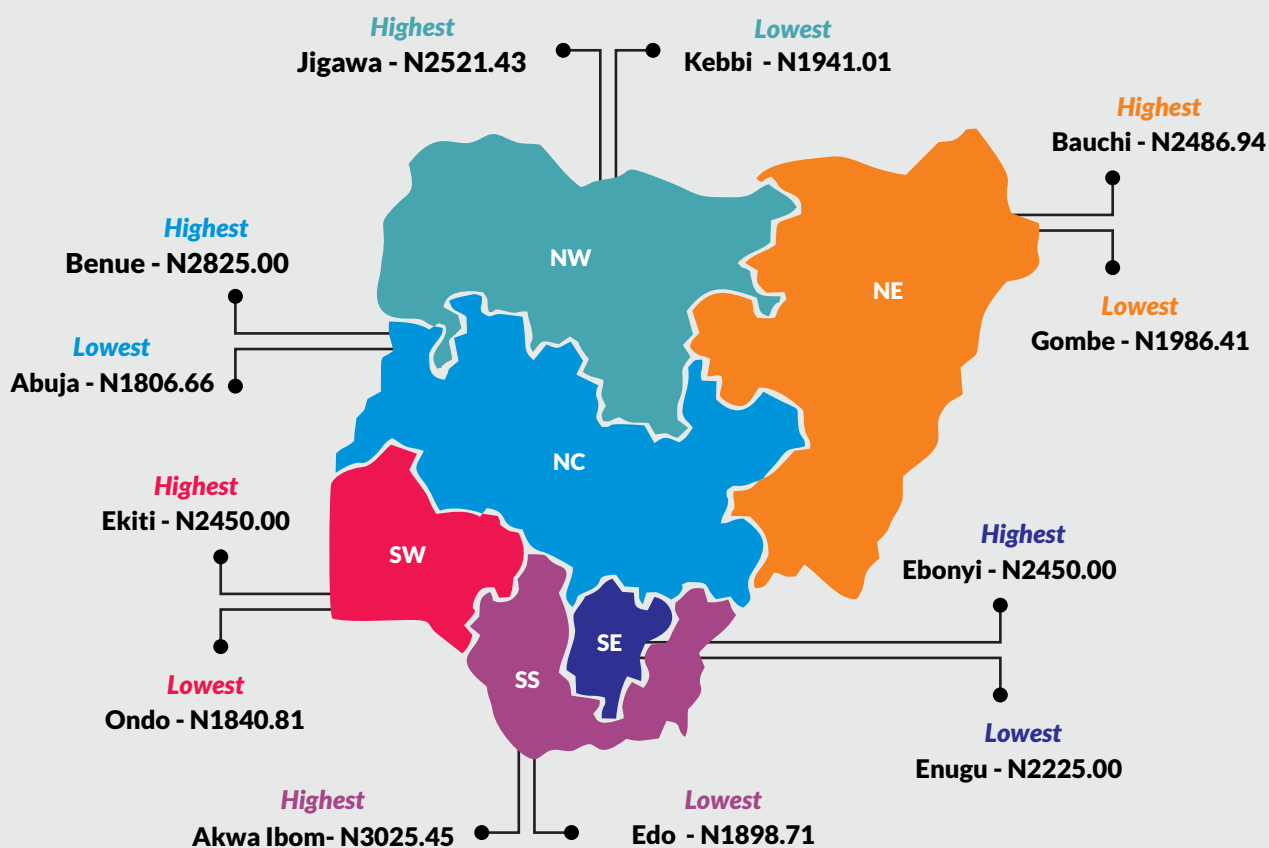 Highest
Jigawa - N2521.43
Lowest
Kebbi - N1941.01
Highest
Bauchi - N2486.94
Highest
Benue - N2825.00
NW
NE
Lowest
Gombe - N1986.41
Lowest
Abuja - N1806.66
NC
Highest
Ekiti - N2450.00
SW
Highest
Ebonyi - N2450.00
SE
SS
Lowest
Ondo - N1840.81
Lowest
Enugu - N2225.00
Highest
Akwa Ibom- N3025.45
Lowest
Edo - N1898.71